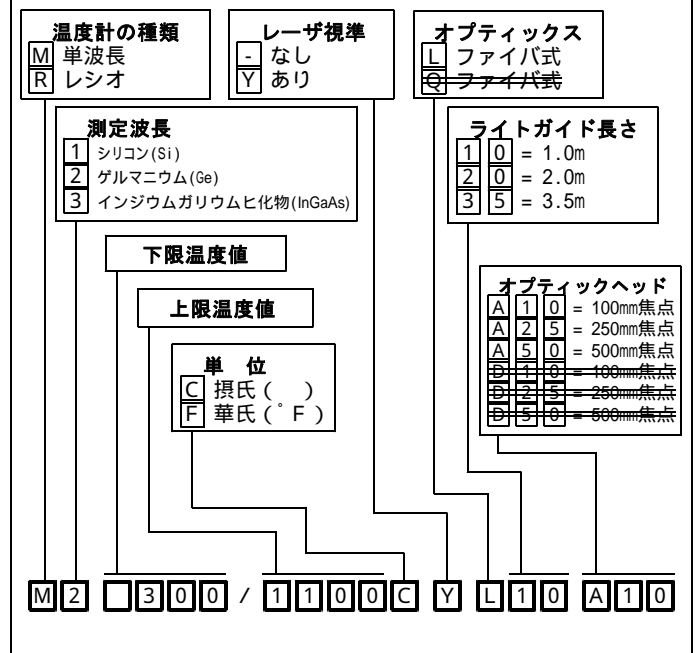 温度計の種類
M 単波長
R レシオ
レーザ視準
- なし
Y あり
オプティックス
L ファイバ式
Q ファイバ式
測定波長
1 シリコン(Si)
2 ゲルマニウム(Ge)
3 インジウムガリウムヒ化物(InGaAs)
ライトガイド長さ
1 0 = 1.0m
2 0 = 2.0m
3 5 = 3.5m
下限温度値
上限温度値
単 位
C 摂氏( )
F 華氏(°F)
オプティックヘッド
A 1 0 = 100mm焦点
A 2 5 = 250mm焦点
A 5 0 = 500mm焦点
D 1 0 = 100mm焦点
D 2 5 = 250mm焦点
D 5 0 = 500mm焦点
M 2 3 0 0 / 1 1 0 0 C Y L 1 0 A 1 0